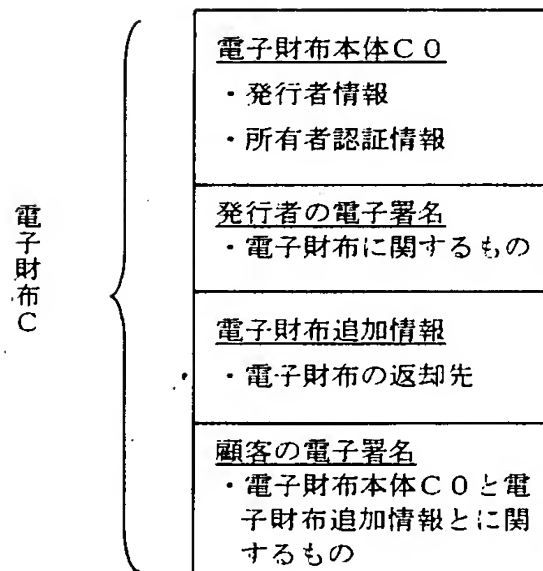 電子財布C
電子財布本体C0
・発行者情報
・所有者認証情報
発行者の電子署名
・電子財布に関するもの
電子財布追加情報
・電子財布の返却先
顧客の電子署名
・電子財布本体C0と電
子財布追加情報とに関
するもの